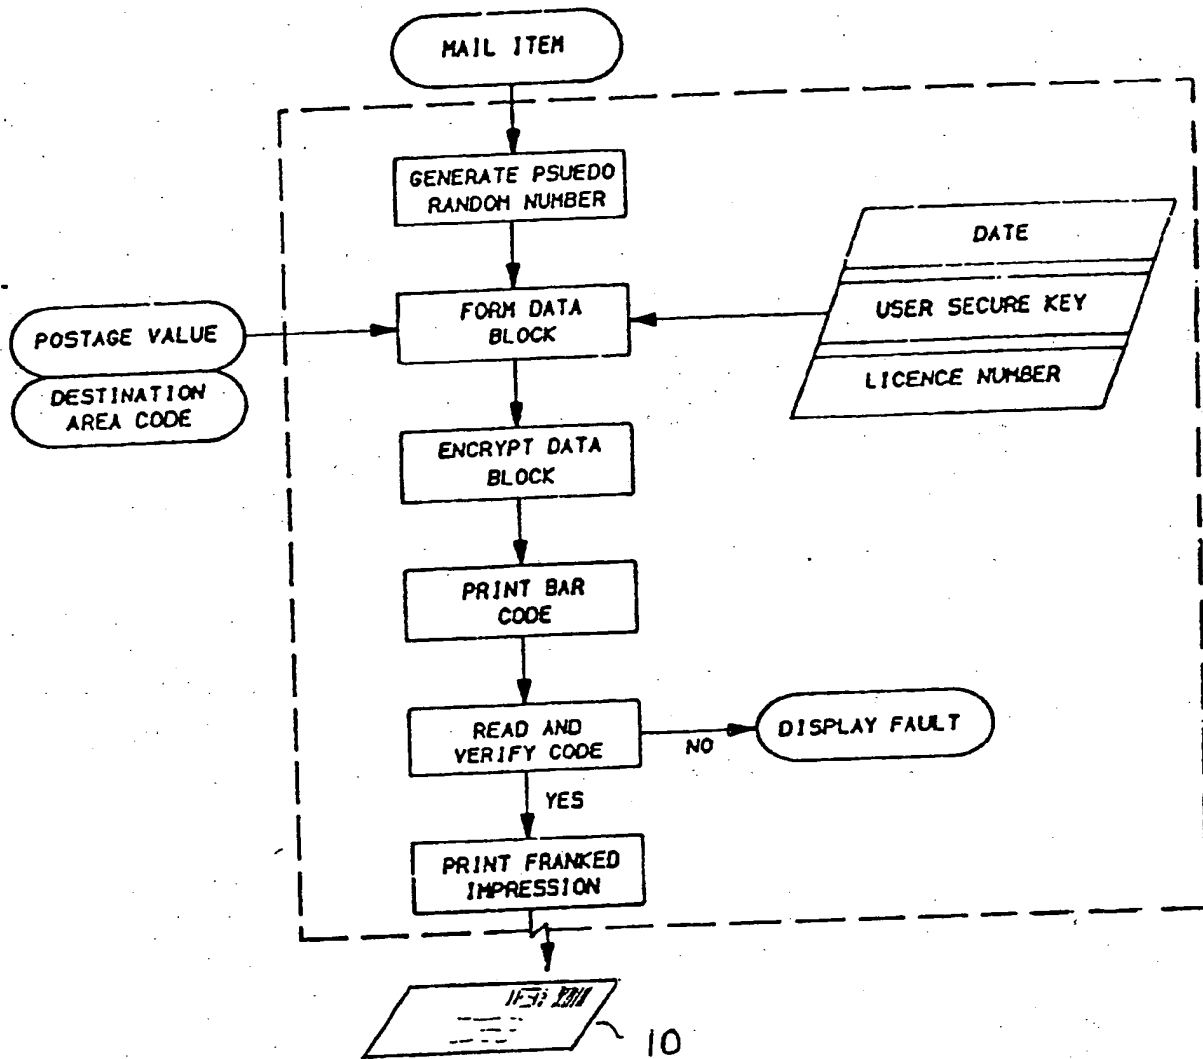 MAIL ITEM
GENERATE PSUEDO
RANDOM NUMBER
DATE
USER SECURE KEY
LICENCE NUMBER
FORM DATA
BLOCK
POSTAGE VALUE
DESTINATION
AREA CODE
ENCRYPT DATA
BLOCK
PRINT BAR
CODE
READ AND
VERIFY CODE
NO
DISPLAY FAULT
YES
PRINT FRANKED
IMPRESSION
10